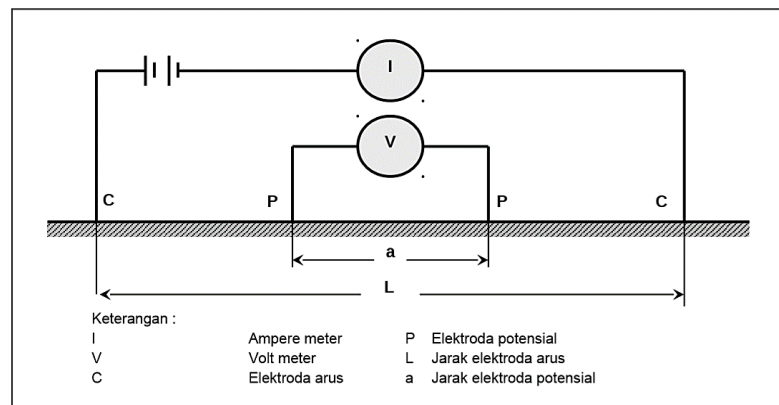 I
V
C P P C
a
L
Keterangan :
I Ampere meter P Elektroda potensial
V Volt meter L Jarak elektroda arus
C Elektroda arus a Jarak elektroda potensial